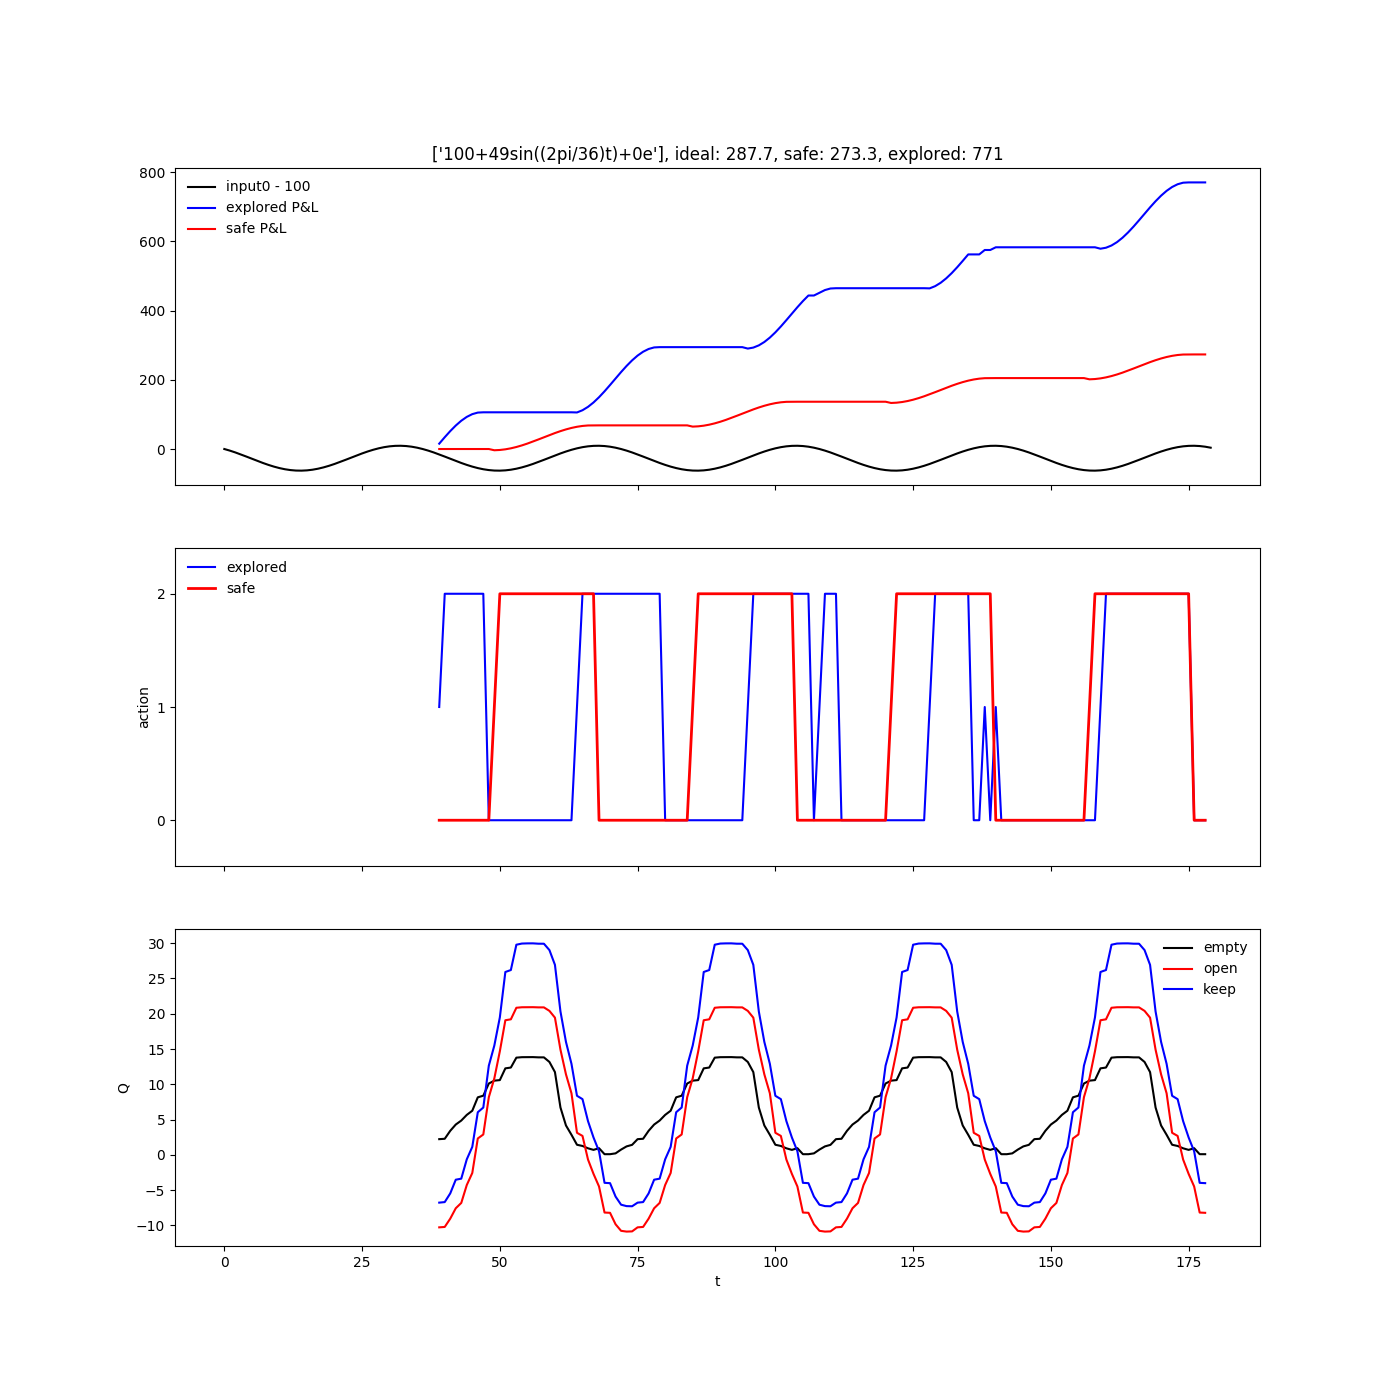 ['100+49sin((2pi/36)t)+0e'], ideal: 287.7, safe: 273.3, explored: 771
800
600
400
200
0
input0 - 100
explored P&L
safe P&L
action
2
1
0
explored
safe
Q
30
25
20
15
10
5
0
−5
−10
empty
open
keep
0 25 50 75 100 125 150 175
t